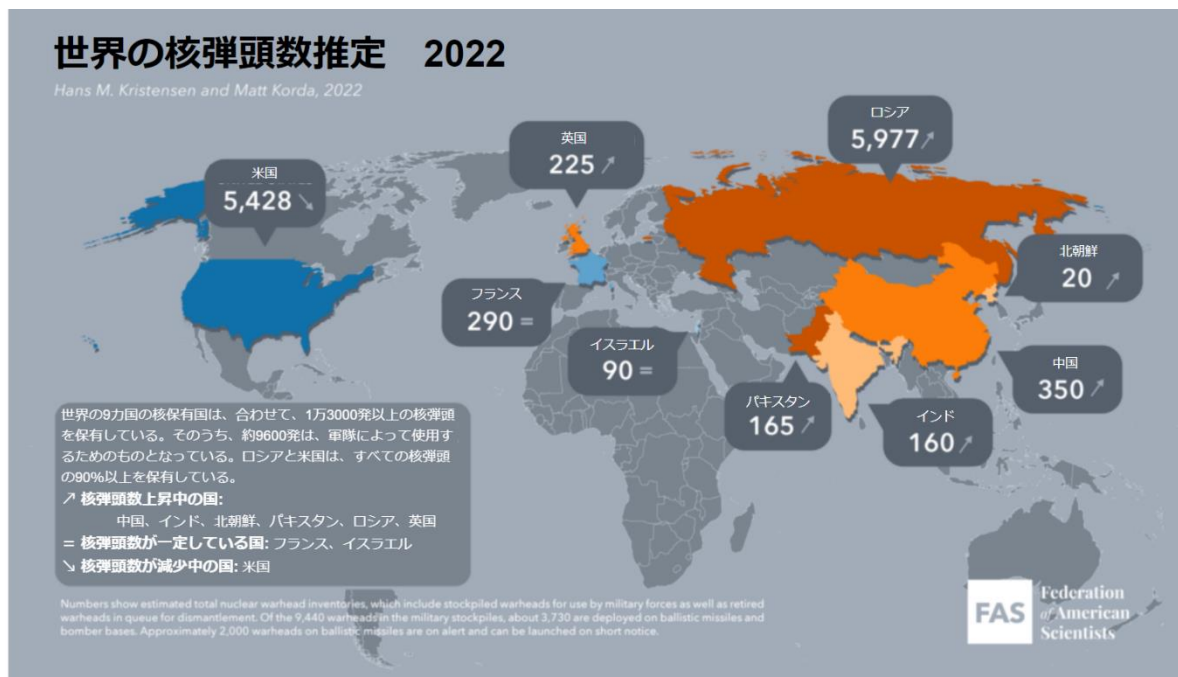 世界の核弾頭数推定　2022
Hans M. Kristensen and Matt Korda, 2022
米国
5,428 ↘
英国
225 ↗
ロシア
5,977 ↗
北朝鮮
20 ↗
フランス
290 =
イスラエル
90 =
パキスタン
165 ↗
インド
160 ↗
中国
350 ↗
世界の9カ国の核保有国は、合わせて、1万3000発以上の核弾頭
を保有している。そのうち、約9600発は、軍隊によって使用す
るためのものとなっている。ロシアと米国は、すべての核弾頭
の90%以上を保有している。
↗ 核弾頭数上昇中の国:
中国、インド、北朝鮮、パキスタン、ロシア、英国
= 核弾頭数が一定している国: フランス、イスラエル
↘ 核弾頭数が減少中の国: 米国
Numbers show estimated total nuclear warhead inventories, which include stockpiled warheads for use by military forces as well as retired
warheads in queue for dismantlement. Of the 9,440 warheads in the military stockpiles, about 3,730 are deployed on ballistic missiles and
bomber bases. Approximately 2,000 warheads on ballistic missiles are on alert and can be launched on short notice.
FAS
Federation
of American
Scientists